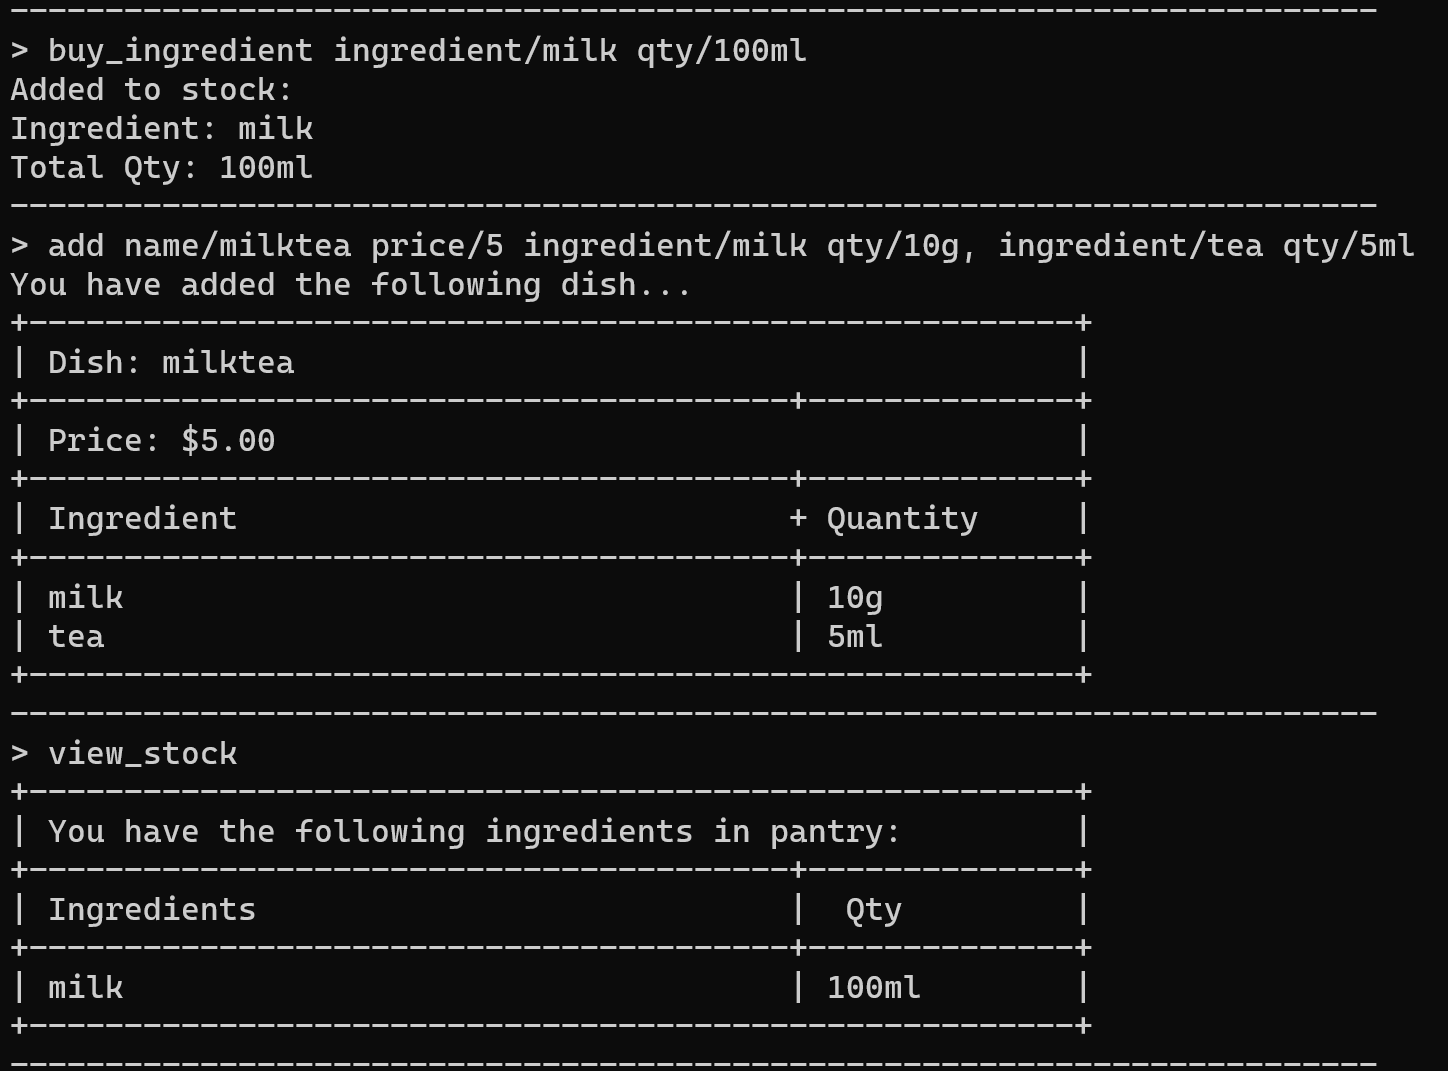 ------------------------------------------------------------------------
> buy_ingredient ingredient/milk qty/100ml
Added to stock:
Ingredient: milk
Total Qty: 100ml
------------------------------------------------------------------------
> add name/milktea price/5 ingredient/milk qty/10g, ingredient/tea qty/5ml
You have added the following dish...
+-------------------------------------------------------+
| Dish: milktea                                         |
+----------------------------------------+--------------+
| Price: $5.00                                          |
+----------------------------------------+--------------+
| Ingredient                             + Quantity     |
+----------------------------------------+--------------+
| milk                                   | 10g          |
| tea                                    | 5ml          |
+-------------------------------------------------------+
------------------------------------------------------------------------
> view_stock
+-------------------------------------------------------+
| You have the following ingredients in pantry:         |
+----------------------------------------+--------------+
| Ingredients                            |  Qty         |
+----------------------------------------+--------------+
| milk                                   | 100ml        |
+-------------------------------------------------------+
------------------------------------------------------------------------